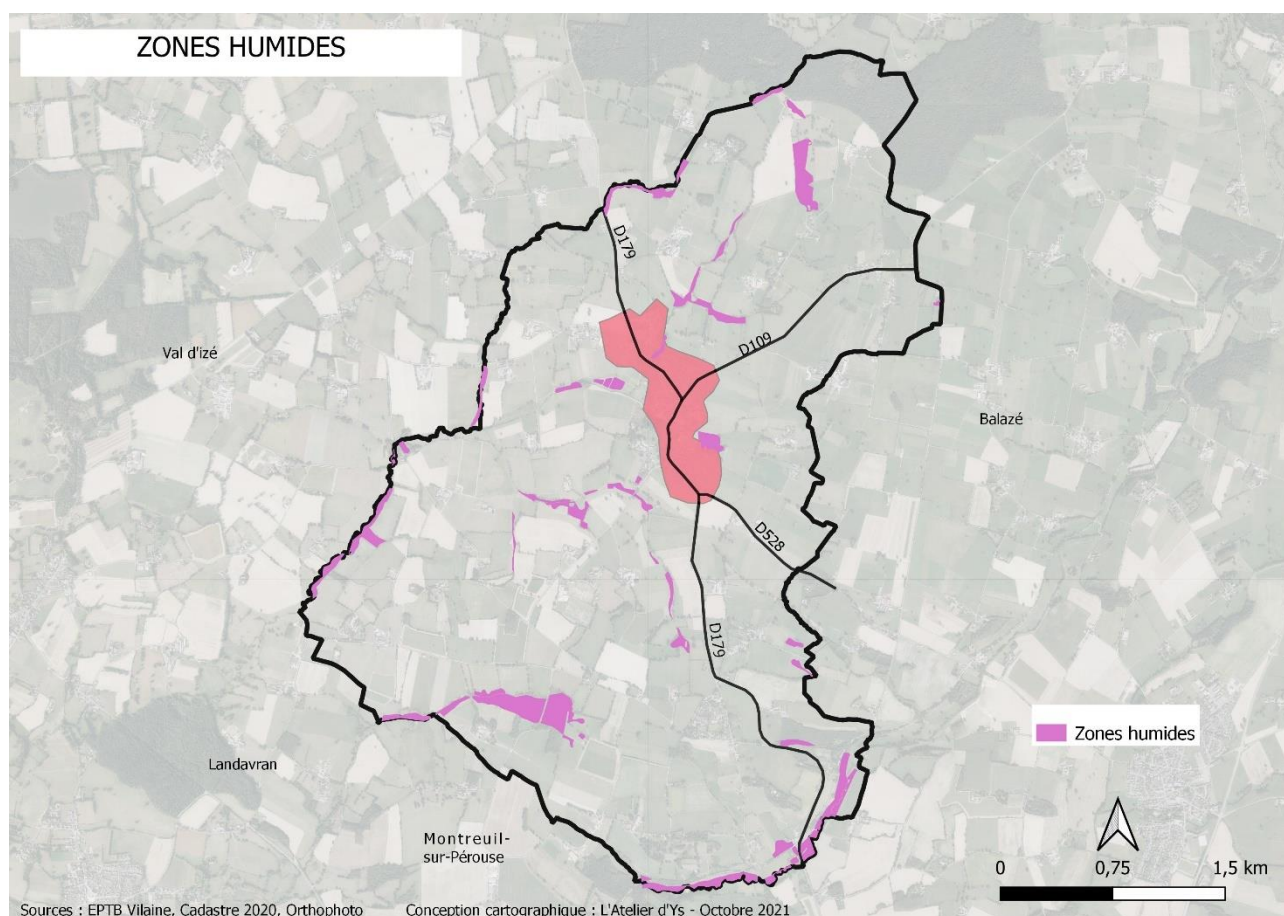 ZONES HUMIDES
D179
Val d'izé
D109
Balazé
D528
D179
Zones humides
Landavran
Montreuil-
sur-Pérouse
0 0,75 1,5 km
Sources : EPTB Vilaine, Cadastre 2020, Orthophoto Conception cartographique : L'Atelier d'Ys - Octobre 2021